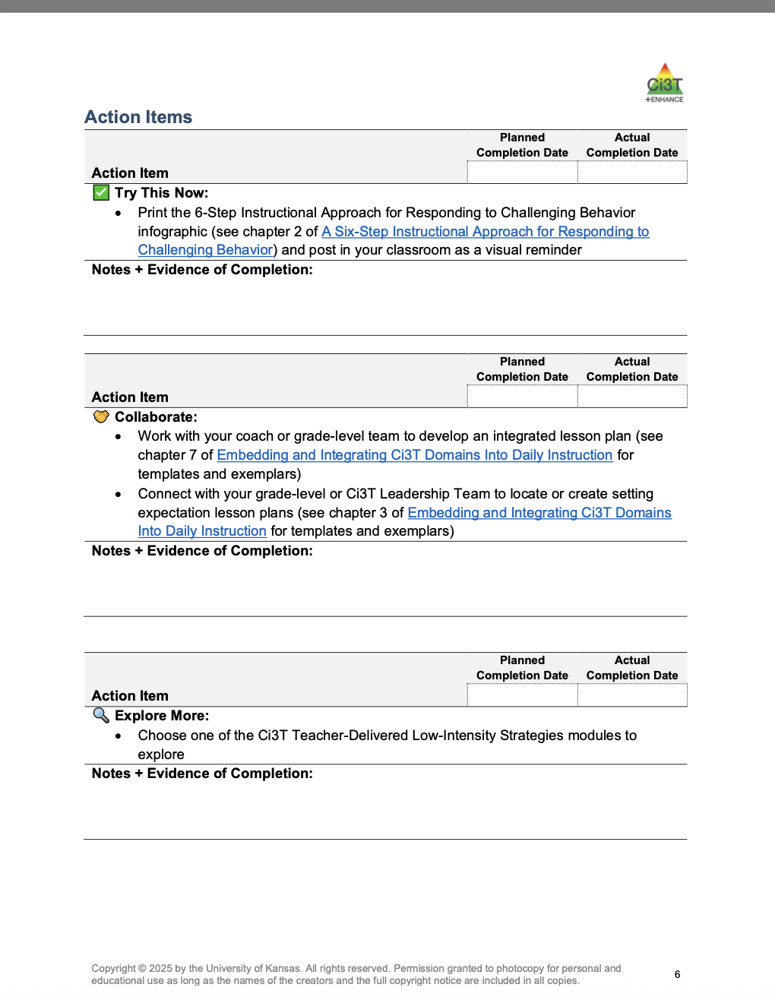 Ci3T
+ENHANCE
Action Items
Planned
Completion Date
Actual
Completion Date
Action Item
✅ Try This Now:
• Print the 6-Step Instructional Approach for Responding to Challenging Behavior
infographic (see chapter 2 of A Six-Step Instructional Approach for Responding to
Challenging Behavior) and post in your classroom as a visual reminder
Notes + Evidence of Completion:
Planned
Completion Date
Actual
Completion Date
Action Item
Collaborate:
• Work with your coach or grade-level team to develop an integrated lesson plan (see
chapter 7 of Embedding and Integrating Ci3T Domains Into Daily Instruction for
templates and exemplars)
• Connect with your grade-level or Ci3T Leadership Team to locate or create setting
expectation lesson plans (see chapter 3 of Embedding and Integrating Ci3T Domains
Into Daily Instruction for templates and exemplars)
Notes + Evidence of Completion:
Planned
Completion Date
Actual
Completion Date
Action Item
🔍 Explore More:
• Choose one of the Ci3T Teacher-Delivered Low-Intensity Strategies modules to
explore
Notes + Evidence of Completion:
Copyright © 2025 by the University of Kansas. All rights reserved. Permission granted to photocopy for personal and
educational use as long as the names of the creators and the full copyright notice are included in all copies.
6